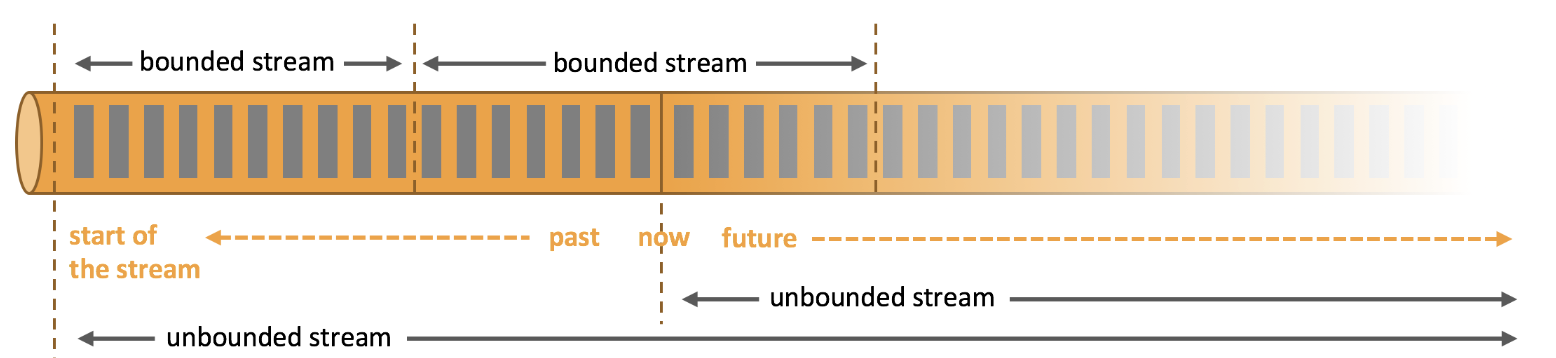 bounded stream
bounded stream
start of
the stream
past
now
future
unbounded stream
unbounded stream